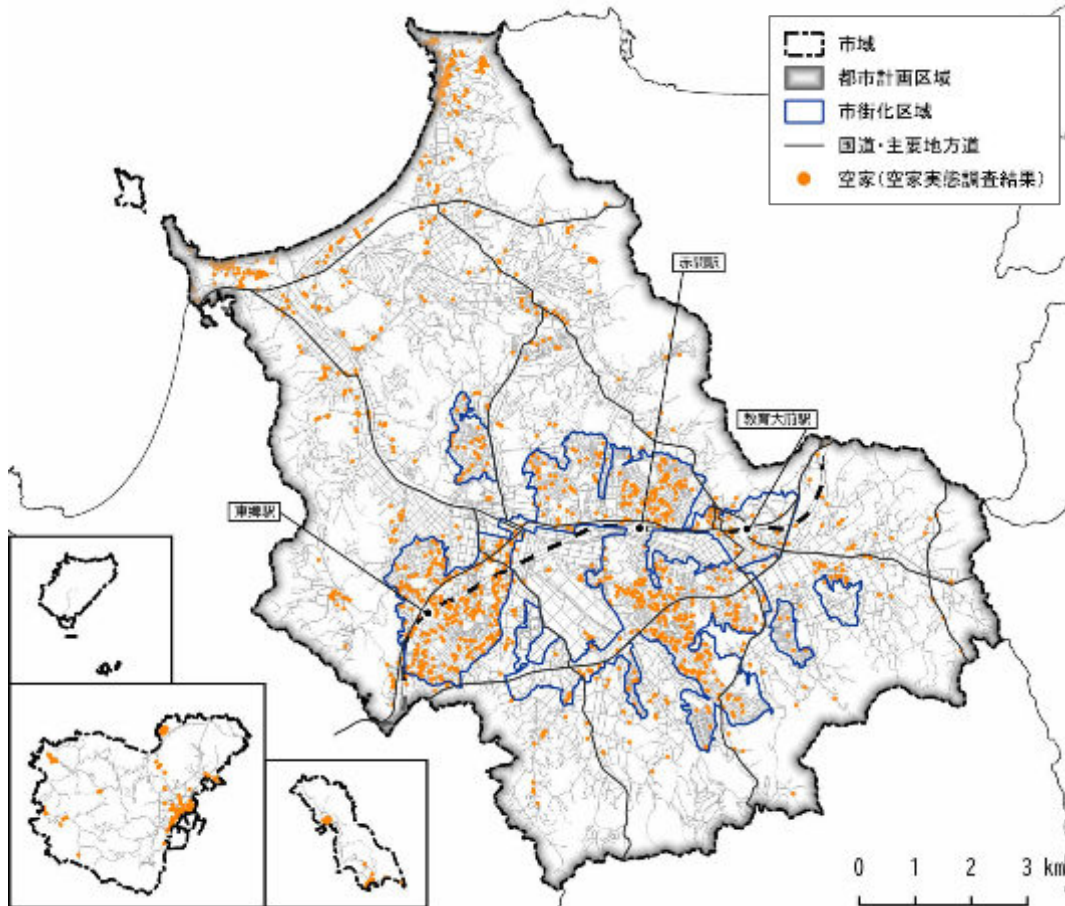 市域
都市計画区域
市街化区域
国道・主要地方道
空家(空家実態調査結果)
赤間駅
教育大前駅
東郷駅
0 1 2 3 km